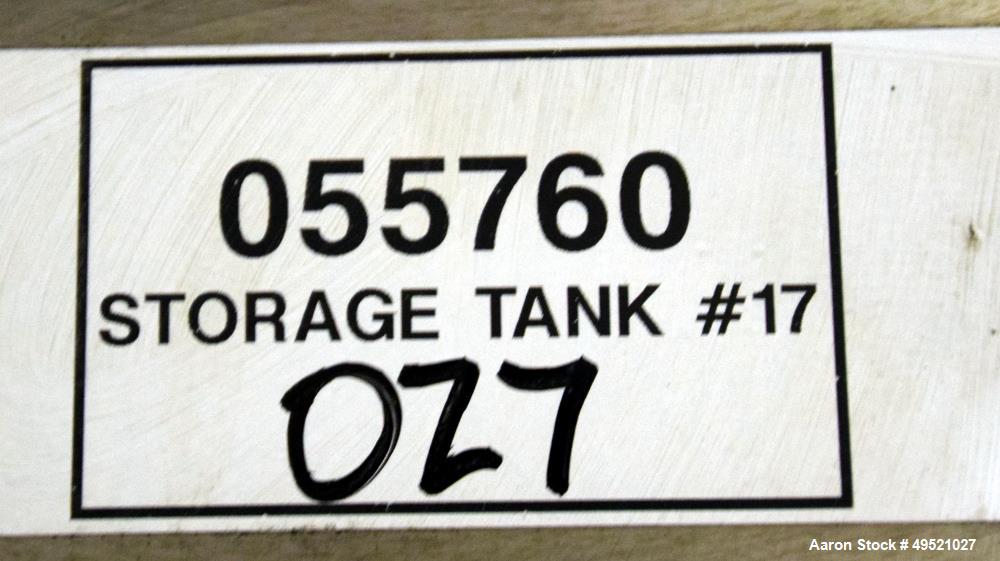 055760
STORAGE TANK #17
027
Aaron Stock # 49521027